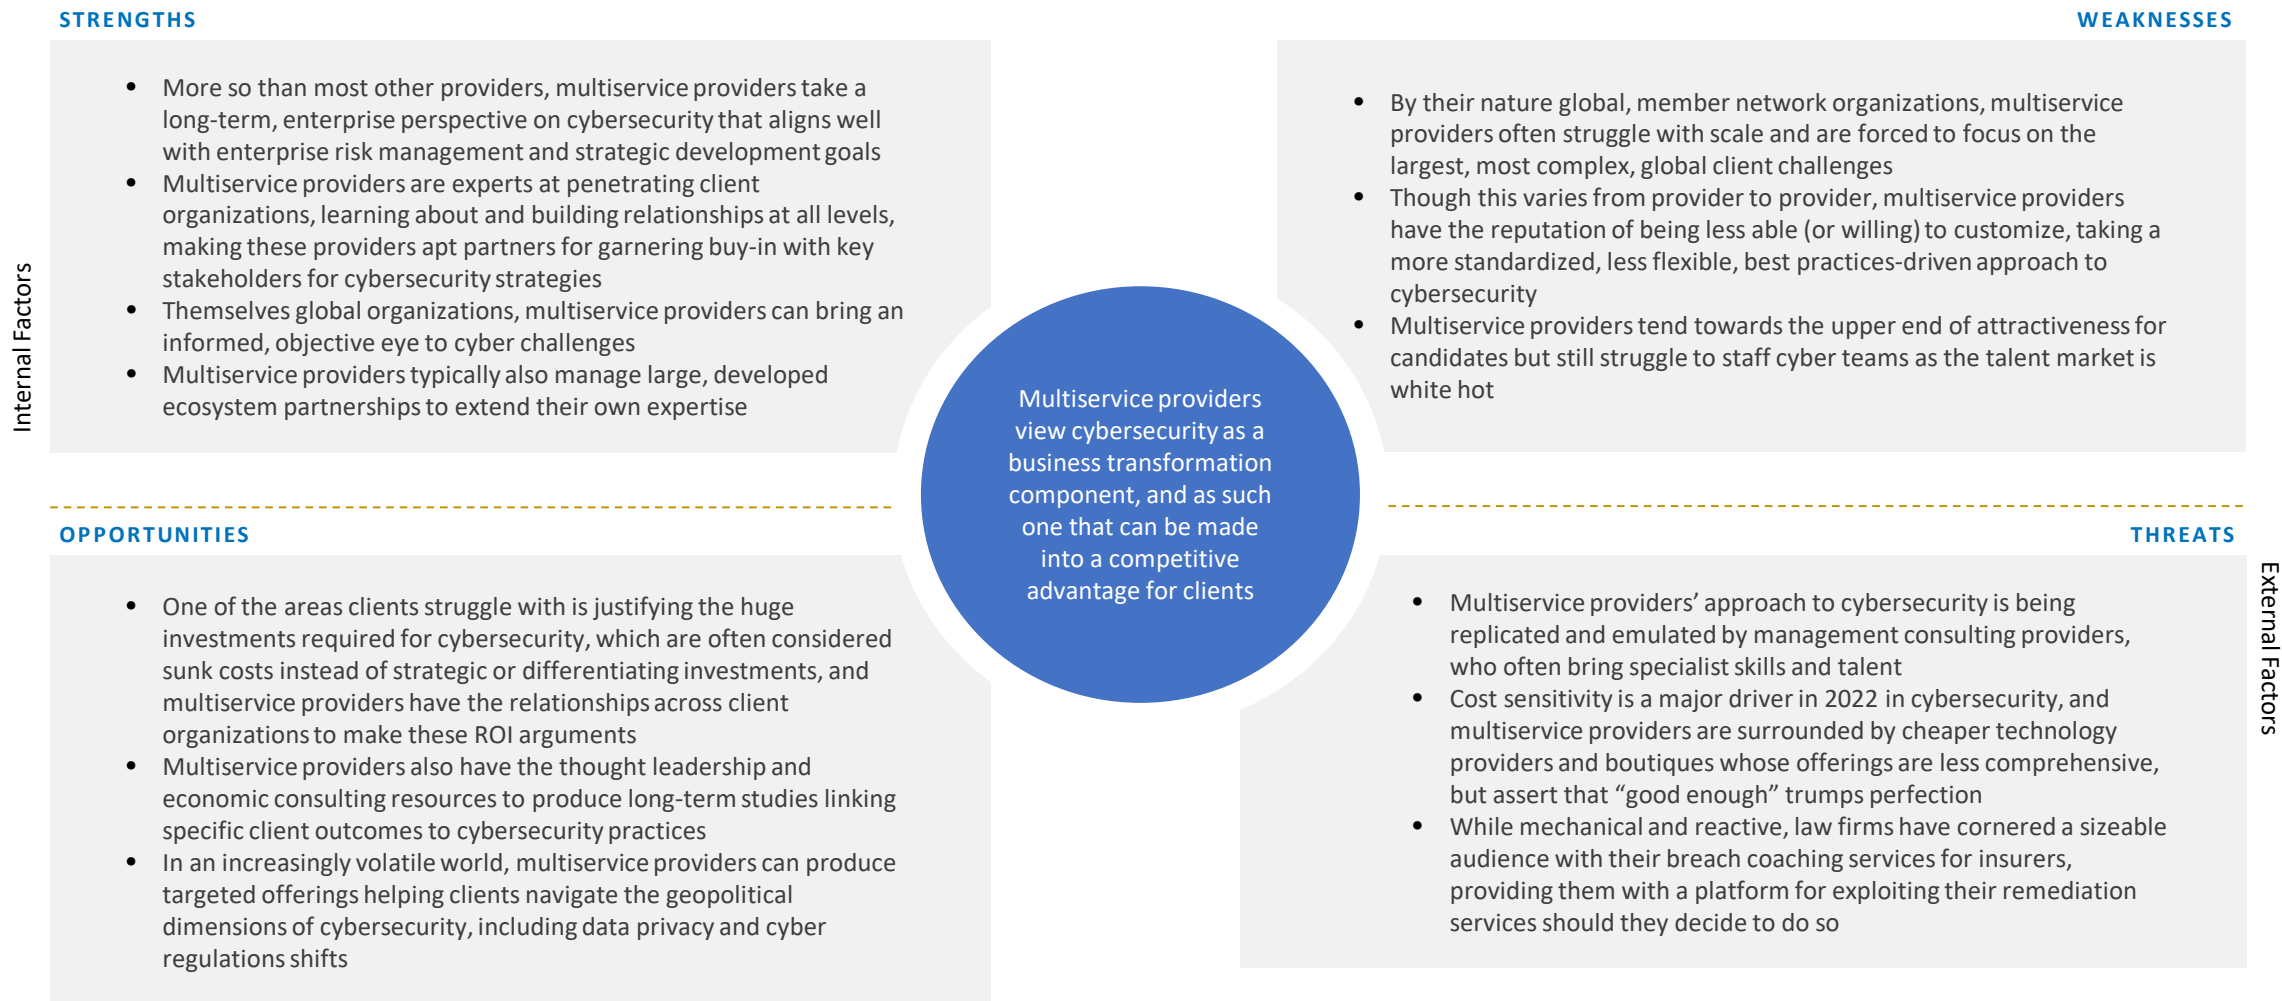 STRENGTHS
• More so than most other providers, multiservice providers take a
long-term, enterprise perspective on cybersecurity that aligns well
with enterprise risk management and strategic development goals
• Multiservice providers are experts at penetrating client
organizations, learning about and building relationships at all levels,
making these providers apt partners for garnering buy-in with key
stakeholders for cybersecurity strategies
• Themselves global organizations, multiservice providers can bring an
informed, objective eye to cyber challenges
• Multiservice providers typically also manage large, developed
ecosystem partnerships to extend their own expertise
WEAKNESSES
• By their nature global, member network organizations, multiservice
providers often struggle with scale and are forced to focus on the
largest, most complex, global client challenges
• Though this varies from provider to provider, multiservice providers
have the reputation of being less able (or willing) to customize, taking a
more standardized, less flexible, best practices-driven approach to
cybersecurity
• Multiservice providers tend towards the upper end of attractiveness for
candidates but still struggle to staff cyber teams as the talent market is
white hot
Internal Factors
Multiservice providers
view cybersecurity as a
business transformation
component, and as such
one that can be made
into a competitive
advantage for clients
OPPORTUNITIES
• One of the areas clients struggle with is justifying the huge
investments required for cybersecurity, which are often considered
sunk costs instead of strategic or differentiating investments, and
multiservice providers have the relationships across client
organizations to make these ROI arguments
• Multiservice providers also have the thought leadership and
economic consulting resources to produce long-term studies linking
specific client outcomes to cybersecurity practices
• In an increasingly volatile world, multiservice providers can produce
targeted offerings helping clients navigate the geopolitical
dimensions of cybersecurity, including data privacy and cyber
regulations shifts
THREATS
• Multiservice providers’ approach to cybersecurity is being
replicated and emulated by management consulting providers,
who often bring specialist skills and talent
• Cost sensitivity is a major driver in 2022 in cybersecurity, and
multiservice providers are surrounded by cheaper technology
providers and boutiques whose offerings are less comprehensive,
but assert that “good enough” trumps perfection
• While mechanical and reactive, law firms have cornered a sizeable
audience with their breach coaching services for insurers,
providing them with a platform for exploiting their remediation
services should they decide to do so
External Factors